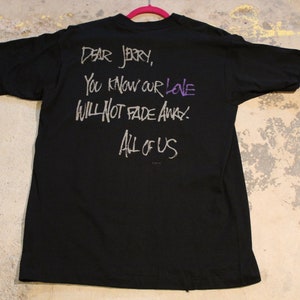 DEAR JERRY,
YOU KNOW OUR LOVE
WILL NOT FADE AWAY.
ALL OF US